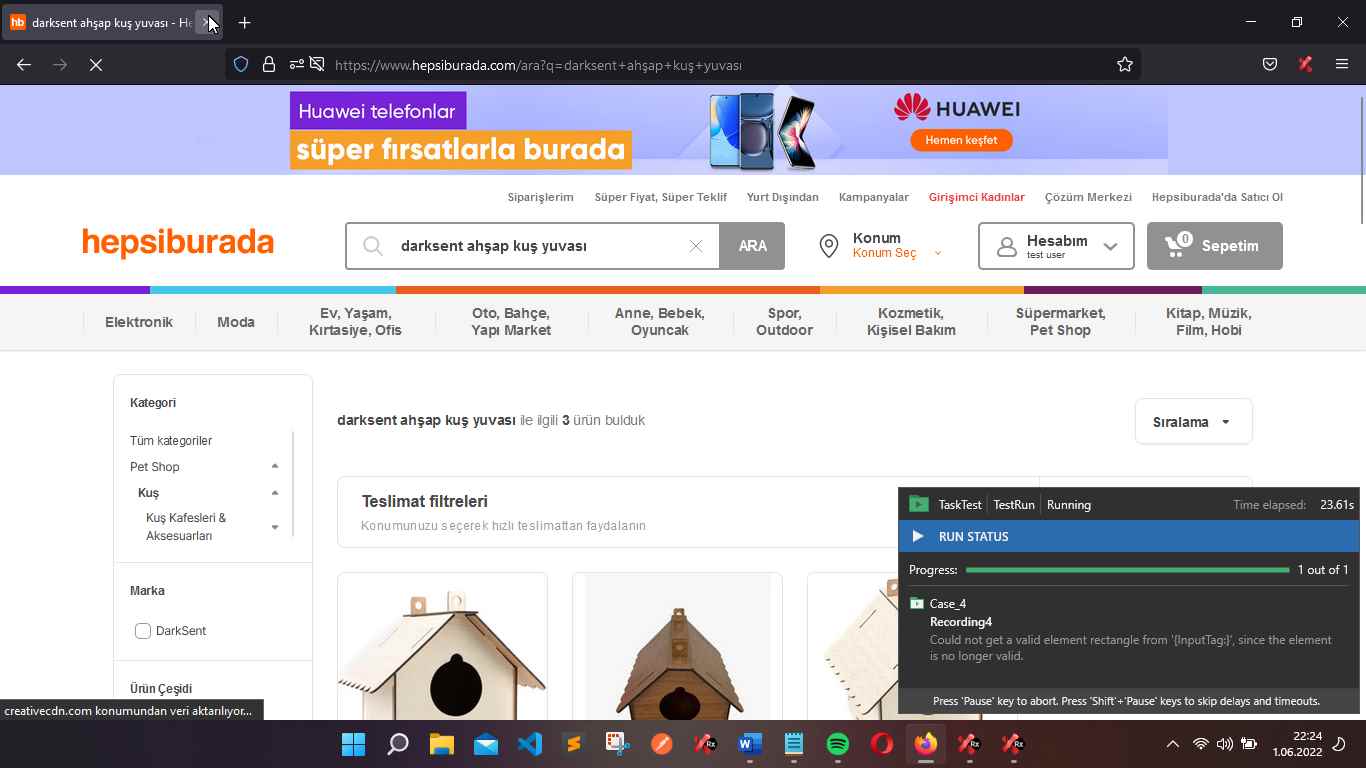 hb darksent ahşap kuş yuvası - He
https://www.hepsiburada.com/ara?q=darksent+ahşap+kuş+yuvası
Huawei telefonlar
süper fırsatlarla burada
HUAWEI
Hemen keşfet
Siparişlerim Süper Fiyat, Süper Teklif Yurt Dışından Kampanyalar Girişimci Kadınlar Çözüm Merkezi Hepsiburada'da Satıcı Ol
hepsiburada
darksent ahşap kuş yuvası
ARA
Konum
Konum Seç
Hesabım
test user
0
Sepetim
Elektronik
Moda
Ev, Yaşam,
Kırtasiye, Ofis
Oto, Bahçe,
Yapı Market
Anne, Bebek,
Oyuncak
Spor,
Outdoor
Kozmetik,
Kişisel Bakım
Süpermarket,
Pet Shop
Kitap, Müzik,
Film, Hobi
Kategori
Tüm kategoriler
Pet Shop
Kuş
Kuş Kafesleri &
Aksesuarları
Marka
DarkSent
Ürün Çeşidi
darksent ahşap kuş yuvası ile ilgili 3 ürün bulduk
Sıralama
Teslimat filtreleri
Konumunuzu seçerek hızlı teslimattan faydalanın
TaskTest TestRun Running Time elapsed: 23.61s
RUN STATUS
Progress: 1 out of 1
Case_4
Recording4
Could not get a valid element rectangle from '{InputTag:}', since the element
is no longer valid.
Press 'Pause' key to abort. Press 'Shift'+'Pause' keys to skip delays and timeouts.
creativecdn.com konumundan veri aktarılıyor...
22:24
1.06.2022